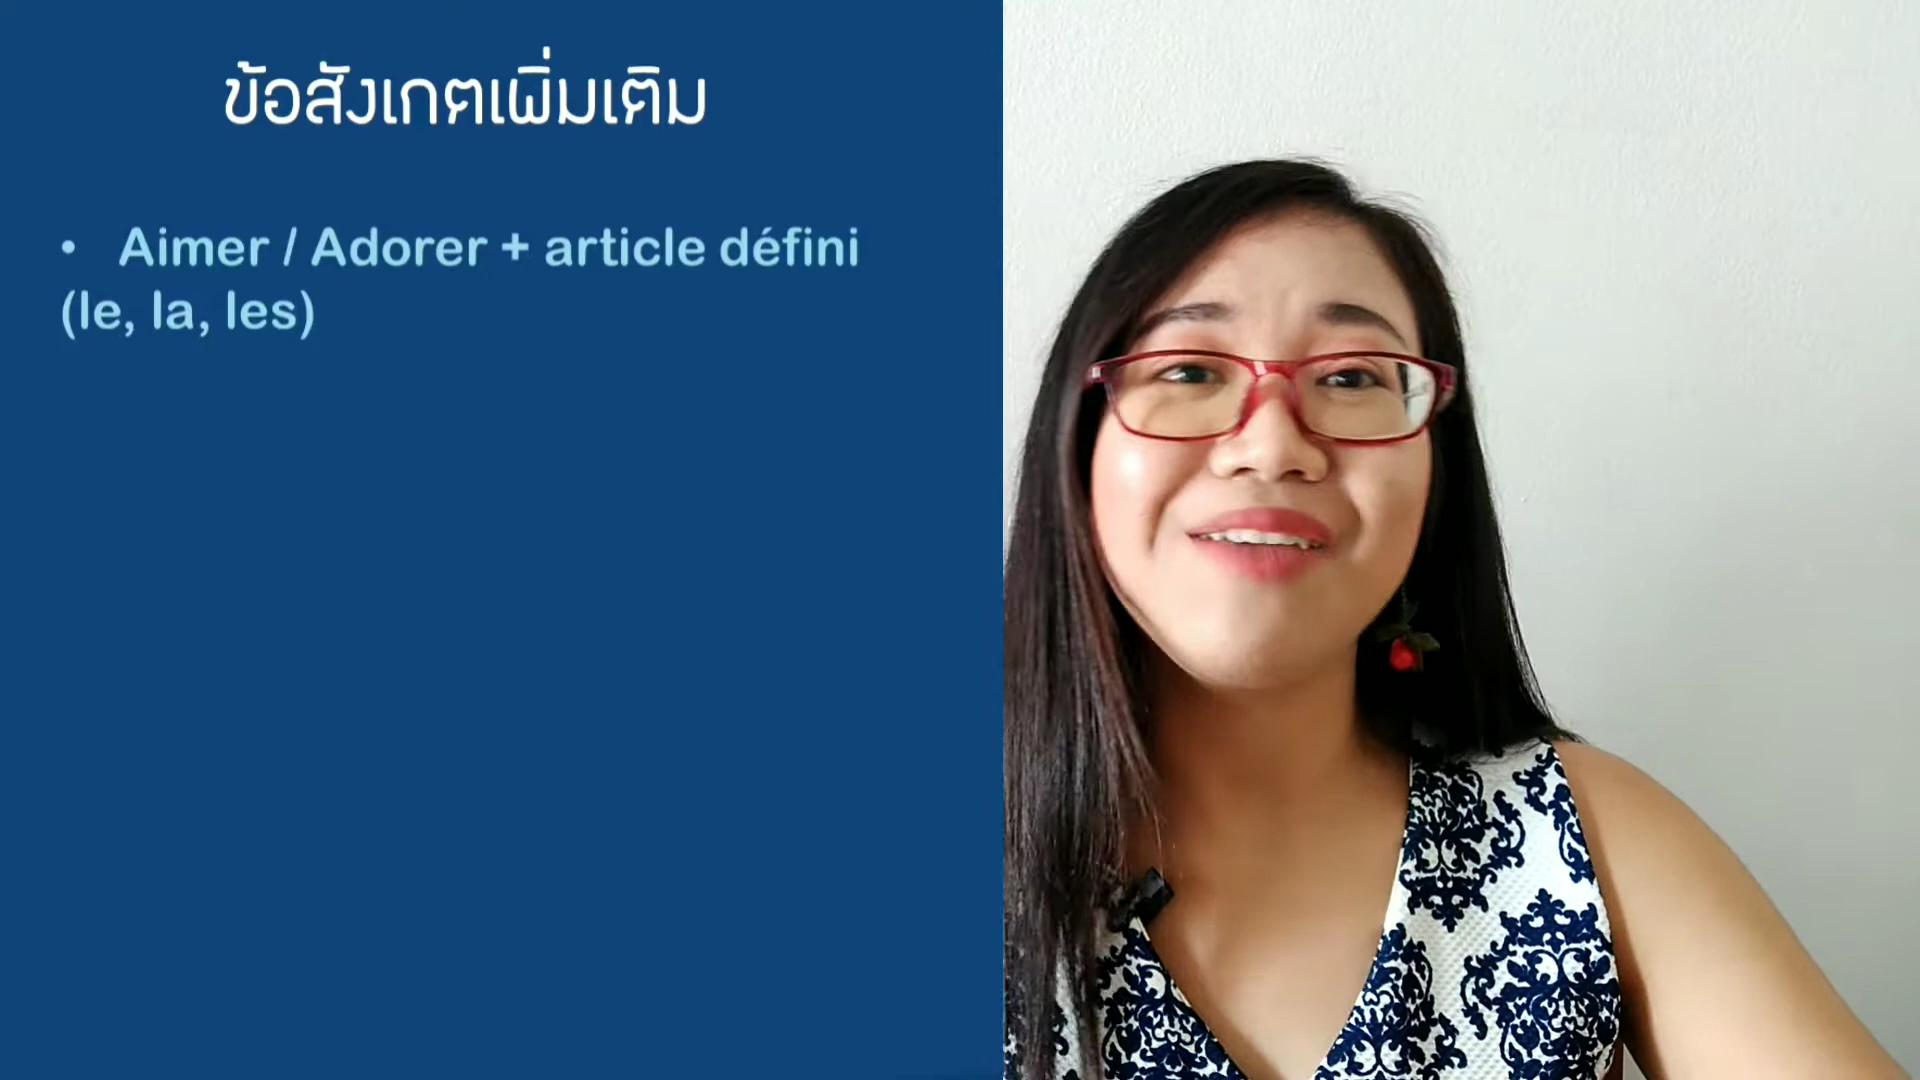 ข้อสังเกตเพิ่มเติม
• Aimer / Adorer + article défini
(le, la, les)